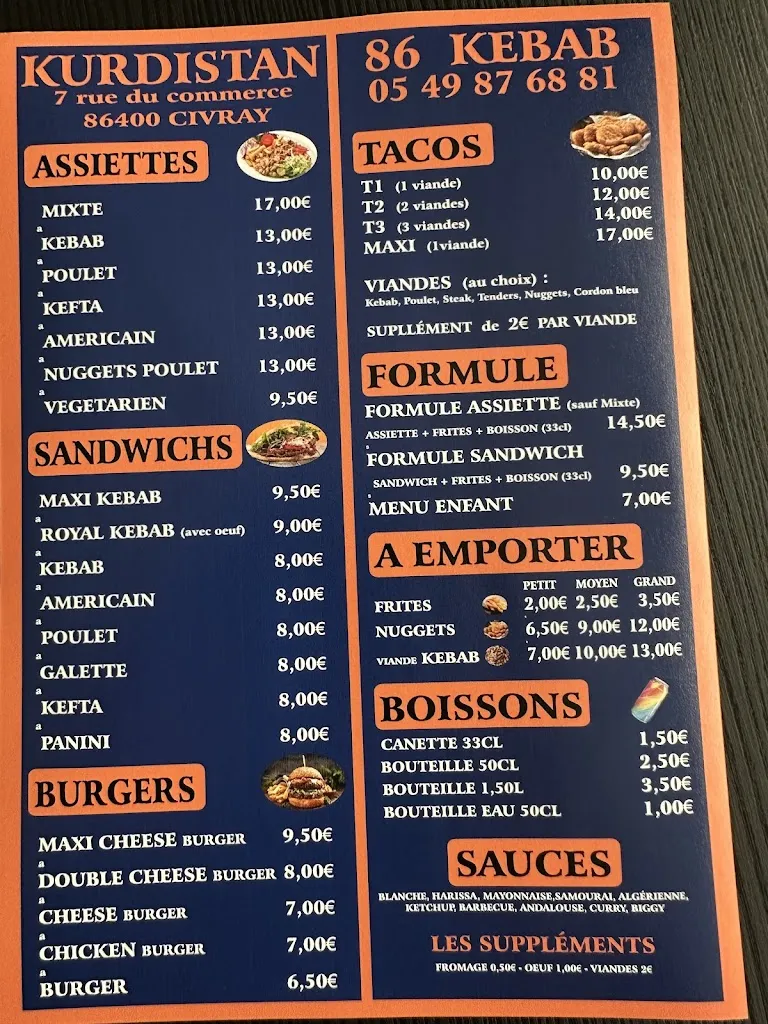 KURDISTAN
7 rue du commerce
86400 CIVRAY
ASSIETTES
MIXTE 17,00€
a
KEBAB 13,00€
a
POULET 13,00€
a
KEFTA 13,00€
a
AMERICAIN 13,00€
a
NUGGETS POULET 13,00€
a
VEGETARIEN 9,50€
SANDWICHS
MAXI KEBAB 9,50€
a
ROYAL KEBAB (avec oeuf) 9,00€
a
KEBAB 8,00€
a
AMERICAIN 8,00€
a
POULET 8,00€
a
GALETTE 8,00€
a
KEFTA 8,00€
a
PANINI 8,00€
BURGERS
MAXI CHEESE BURGER 9,50€
a
DOUBLE CHEESE BURGER 8,00€
a
CHEESE BURGER 7,00€
a
CHICKEN BURGER 7,00€
a
BURGER 6,50€
86 KEBAB
05 49 87 68 81
TACOS
T1 (1 viande) 10,00€
T2 (2 viandes) 12,00€
T3 (3 viandes) 14,00€
MAXI (1viande) 17,00€
VIANDES (au choix) :
Kebab, Poulet, Steak, Tenders, Nuggets, Cordon bleu
SUPLLÉMENT de 2€ PAR VIANDE
FORMULE
FORMULE ASSIETTE (sauf Mixte)
ASSIETTE + FRITES + BOISSON (33cl) 14,50€
FORMULE SANDWICH
SANDWICH + FRITES + BOISSON (33cl) 9,50€
MENU ENFANT 7,00€
A EMPORTER
PETIT MOYEN GRAND
FRITES 2,00€ 2,50€ 3,50€
NUGGETS 6,50€ 9,00€ 12,00€
VIANDE KEBAB 7,00€ 10,00€ 13,00€
BOISSONS
CANETTE 33CL 1,50€
BOUTEILLE 50CL 2,50€
BOUTEILLE 1,50L 3,50€
BOUTEILLE EAU 50CL 1,00€
SAUCES
BLANCHE, HARISSA, MAYONNAISE,SAMOURAI, ALGÉRIENNE,
KETCHUP, BARBECUE, ANDALOUSE, CURRY, BIGGY
LES SUPPLÉMENTS
FROMAGE 0,50€ - OEUF 1,00€ - VIANDES 2€